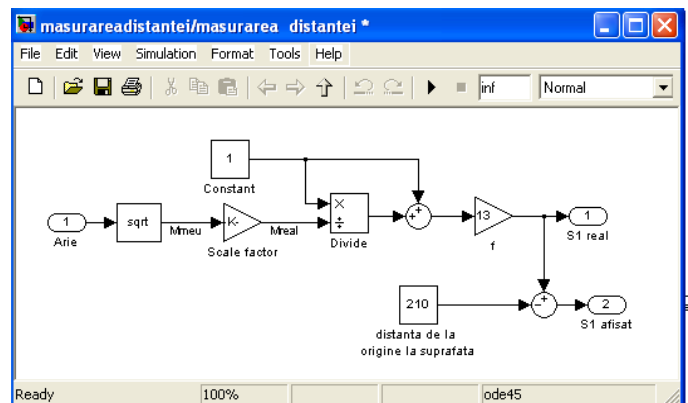 masurareadistantei/masurarea distantei *
File Edit View Simulation Format Tools Help
inf Normal
1
Constant
1
Arie
sqrt
Mmeu
K-
Scale factor
Mreal
×
÷
Divide
+
+
13
f
1
S1 real
210
distanta de la
origine la suprafata
−
+
2
S1 afisat
Ready 100% ode45